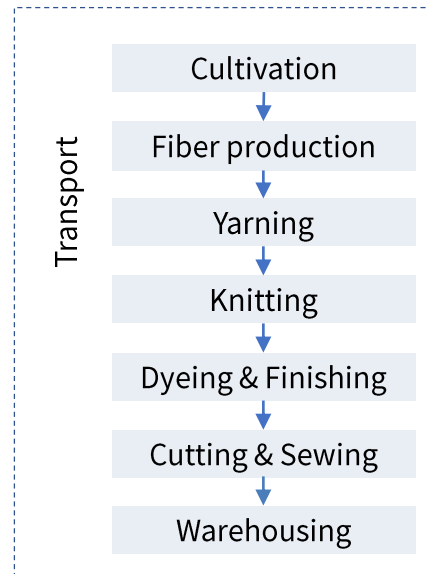 Transport
Cultivation
Fiber production
Yarning
Knitting
Dyeing & Finishing
Cutting & Sewing
Warehousing